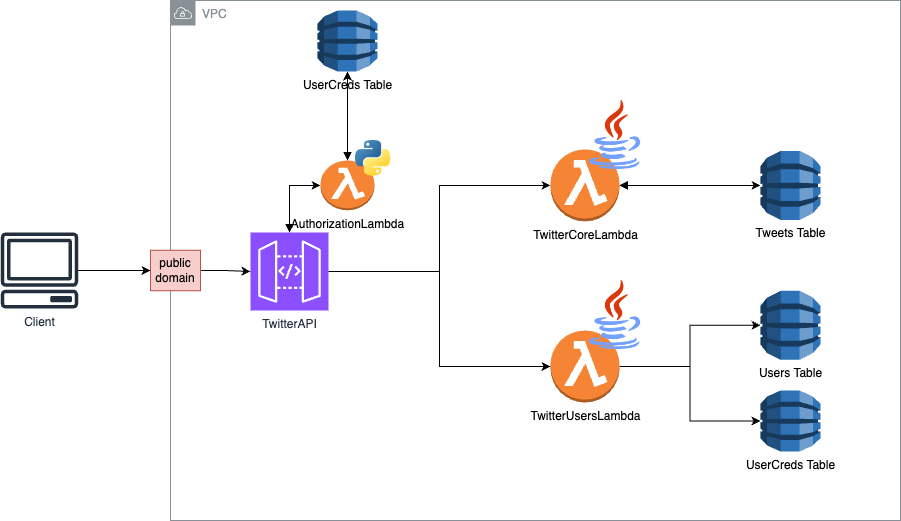 VPC
UserCreds Table
AuthorizationLambda
TwitterCoreLambda
Tweets Table
public
domain
</>
Client
TwitterAPI
Users Table
TwitterUsersLambda
UserCreds Table